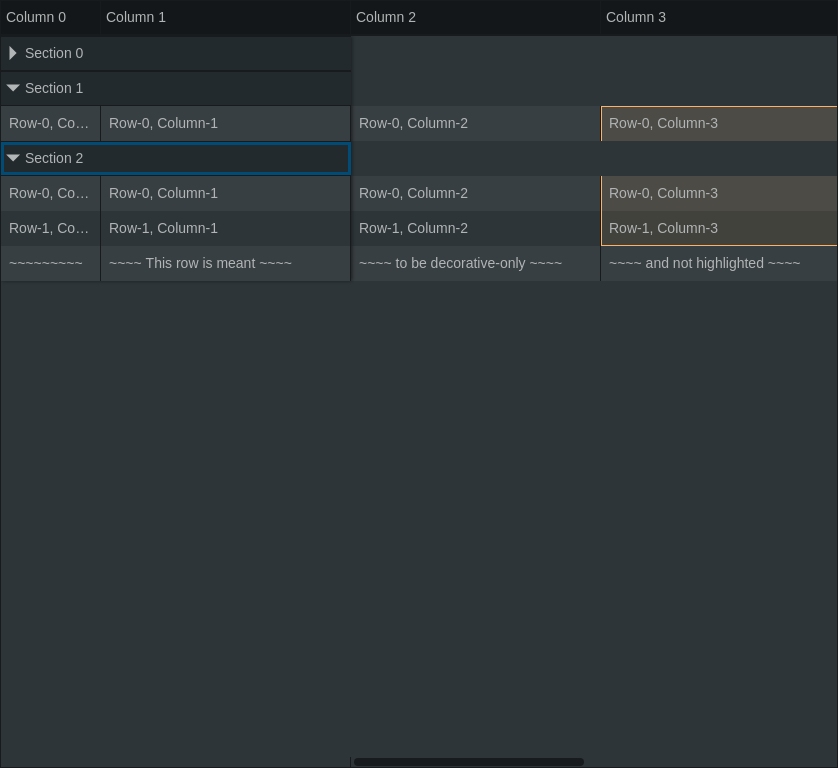 Column 0 Column 1 Column 2 Column 3
Section 0
Section 1
Row-0, Co… Row-0, Column-1 Row-0, Column-2 Row-0, Column-3
Section 2
Row-0, Co… Row-0, Column-1 Row-0, Column-2 Row-0, Column-3
Row-1, Co… Row-1, Column-1 Row-1, Column-2 Row-1, Column-3
~~~~~~~~~ ~~~~ This row is meant ~~~~ ~~~~ to be decorative-only ~~~~ ~~~~ and not highlighted ~~~~